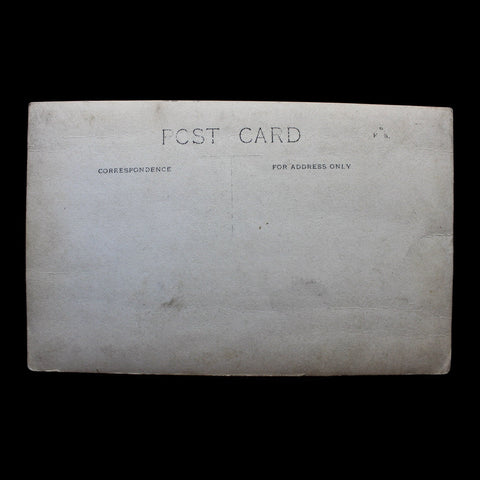 POST CARD
CORRESPONDENCE
FOR ADDRESS ONLY